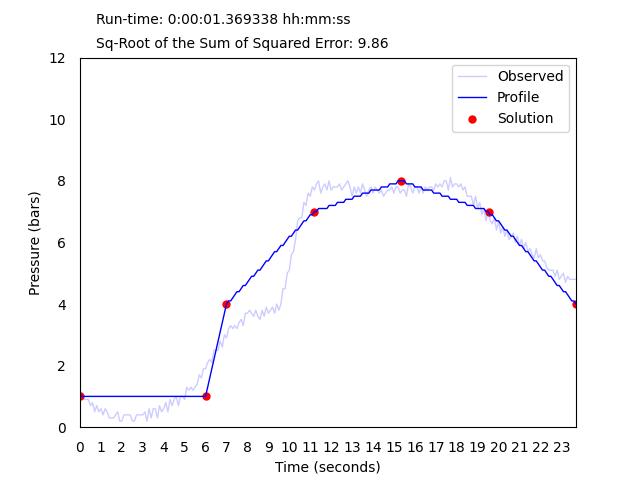 Run-time: 0:00:01.369338 hh:mm:ss
Sq-Root of the Sum of Squared Error: 9.86
12
10
8
6
4
2
0
Pressure (bars)
Observed
Profile
Solution
0 1 2 3 4 5 6 7 8 9 10 11 12 13 14 15 16 17 18 19 20 21 22 23
Time (seconds)